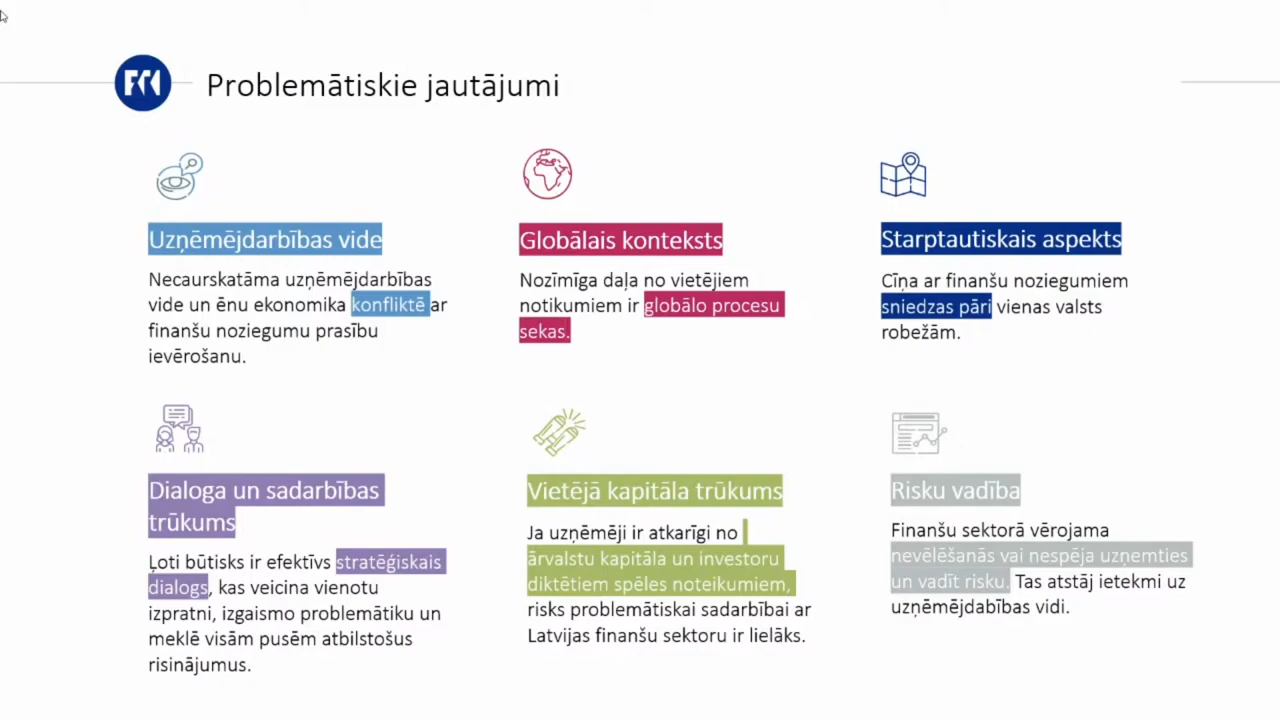 Problemātiskie jautājumi
Uzņēmējdarbības vide
Necaurskatāma uzņēmējdarbības
vide un ēnu ekonomika konfliktē ar
finanšu noziegumu prasību
ievērošanu.
Globālais konteksts
Nozīmīga daļa no vietējiem
notikumiem ir globālo procesu
sekas.
Starptautiskais aspekts
Cīņa ar finanšu noziegumiem
sniedzas pāri vienas valsts
robežām.
Dialoga un sadarbības
trūkums
Ļoti būtisks ir efektīvs stratēģiskais
dialogs, kas veicina vienotu
izpratni, izgaismo problemātiku un
meklē visām pusēm atbilstošus
risinājumus.
Vietējā kapitāla trūkums
Ja uzņēmēji ir atkarīgi no
ārvalstu kapitāla un investoru
diktētiem spēles noteikumiem,
risks problemātiskai sadarbībai ar
Latvijas finanšu sektoru ir lielāks.
Risku vadība
Finanšu sektorā vērojama
nevēlēšanās vai nespēja uzņemties
un vadīt risku. Tas atstāj ietekmi uz
uzņēmējdabības vidi.